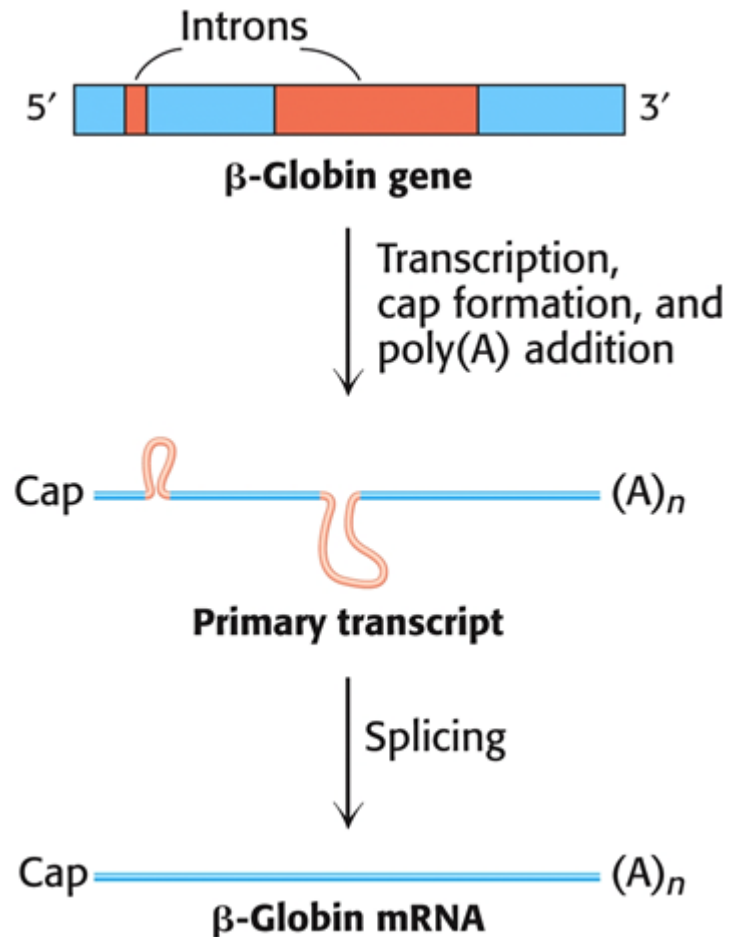 Introns
5′ 3′
β-Globin gene
Transcription,
cap formation, and
poly(A) addition
Cap (A)n
Primary transcript
Splicing
Cap (A)n
β-Globin mRNA